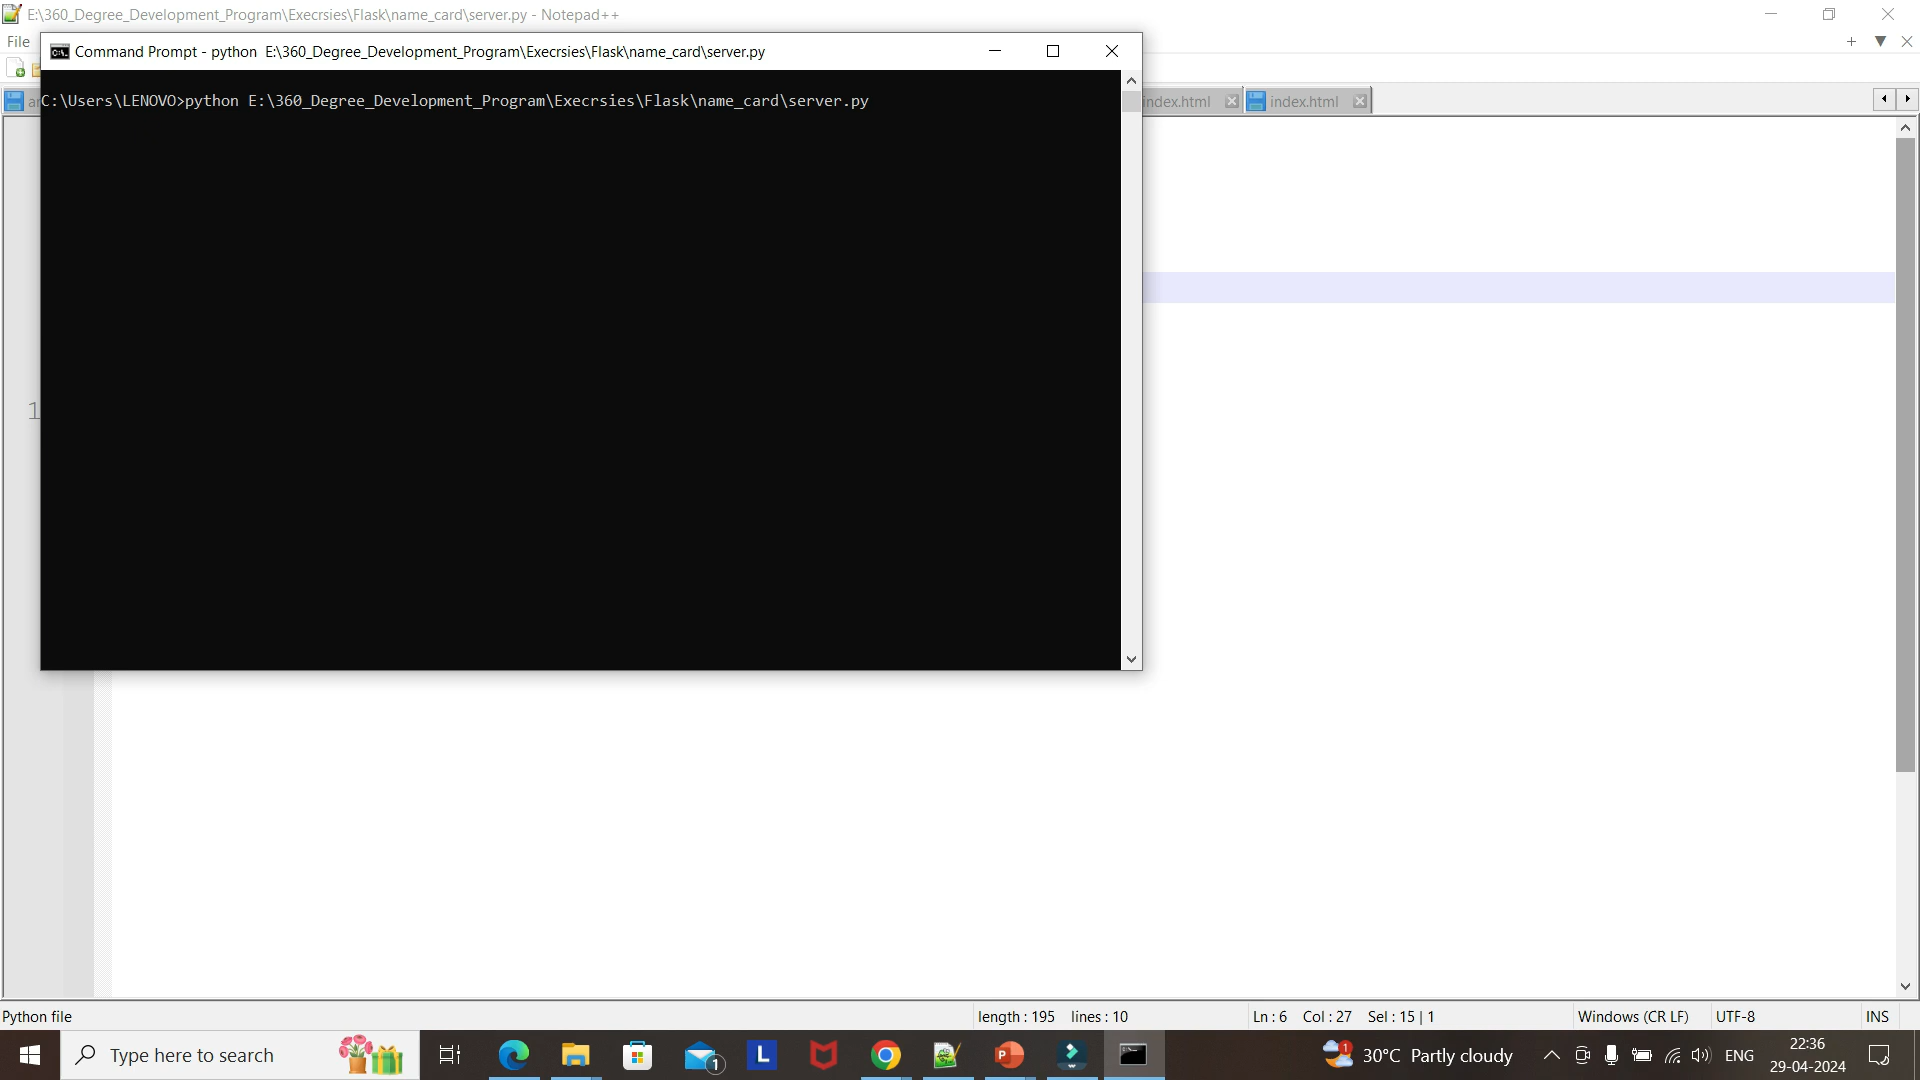 E:\360_Degree_Development_Program\Execrsies\Flask\name_card\server.py - Notepad++
File
Command Prompt - python  E:\360_Degree_Development_Program\Execrsies\Flask\name_card\server.py
C:\Users\LENOVO>python E:\360_Degree_Development_Program\Execrsies\Flask\name_card\server.py
index.html
index.html
1
Python file
length : 195 lines : 10
Ln : 6 Col : 27 Sel : 15 | 1
Windows (CR LF)
UTF-8
INS
Type here to search
1
L
1
30°C Partly cloudy
ENG
22:36
29-04-2024